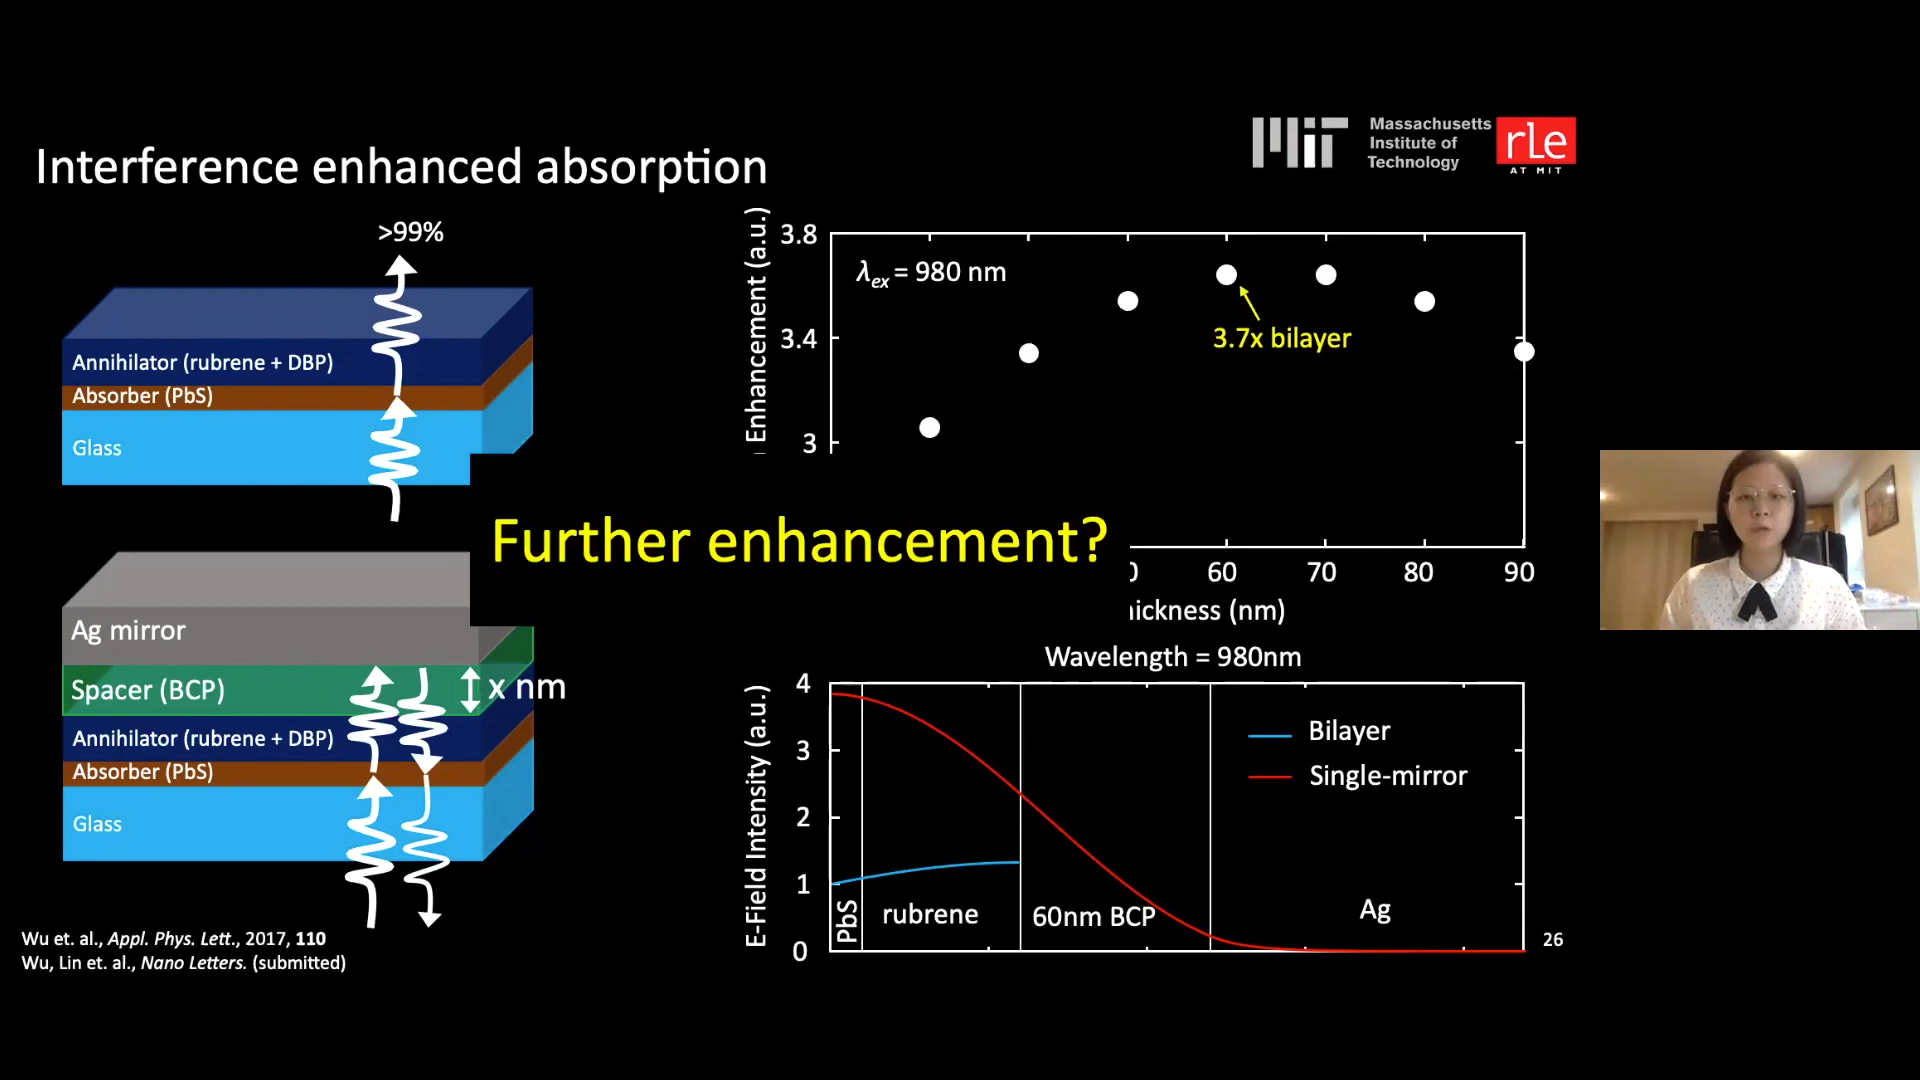 Interference enhanced absorption
Massachusetts
Institute of
Technology
rLe
AT MIT
>99%
Annihilator (rubrene + DBP)
Absorber (PbS)
Glass
Enhancement (a.u.)
3.8
3.4
3
λex = 980 nm
3.7x bilayer
Further enhancement?
60
70
80
90
(nm)
Ag mirror
Spacer (BCP)
x nm
Annihilator (rubrene + DBP)
Absorber (PbS)
Glass
Wavelength = 980nm
E-Field Intensity (a.u.)
4
3
2
1
0
Bilayer
Single-mirror
PbS
rubrene
60nm BCP
Ag
Wu et. al., Appl. Phys. Lett., 2017, 110
Wu, Lin et. al., Nano Letters. (submitted)
26